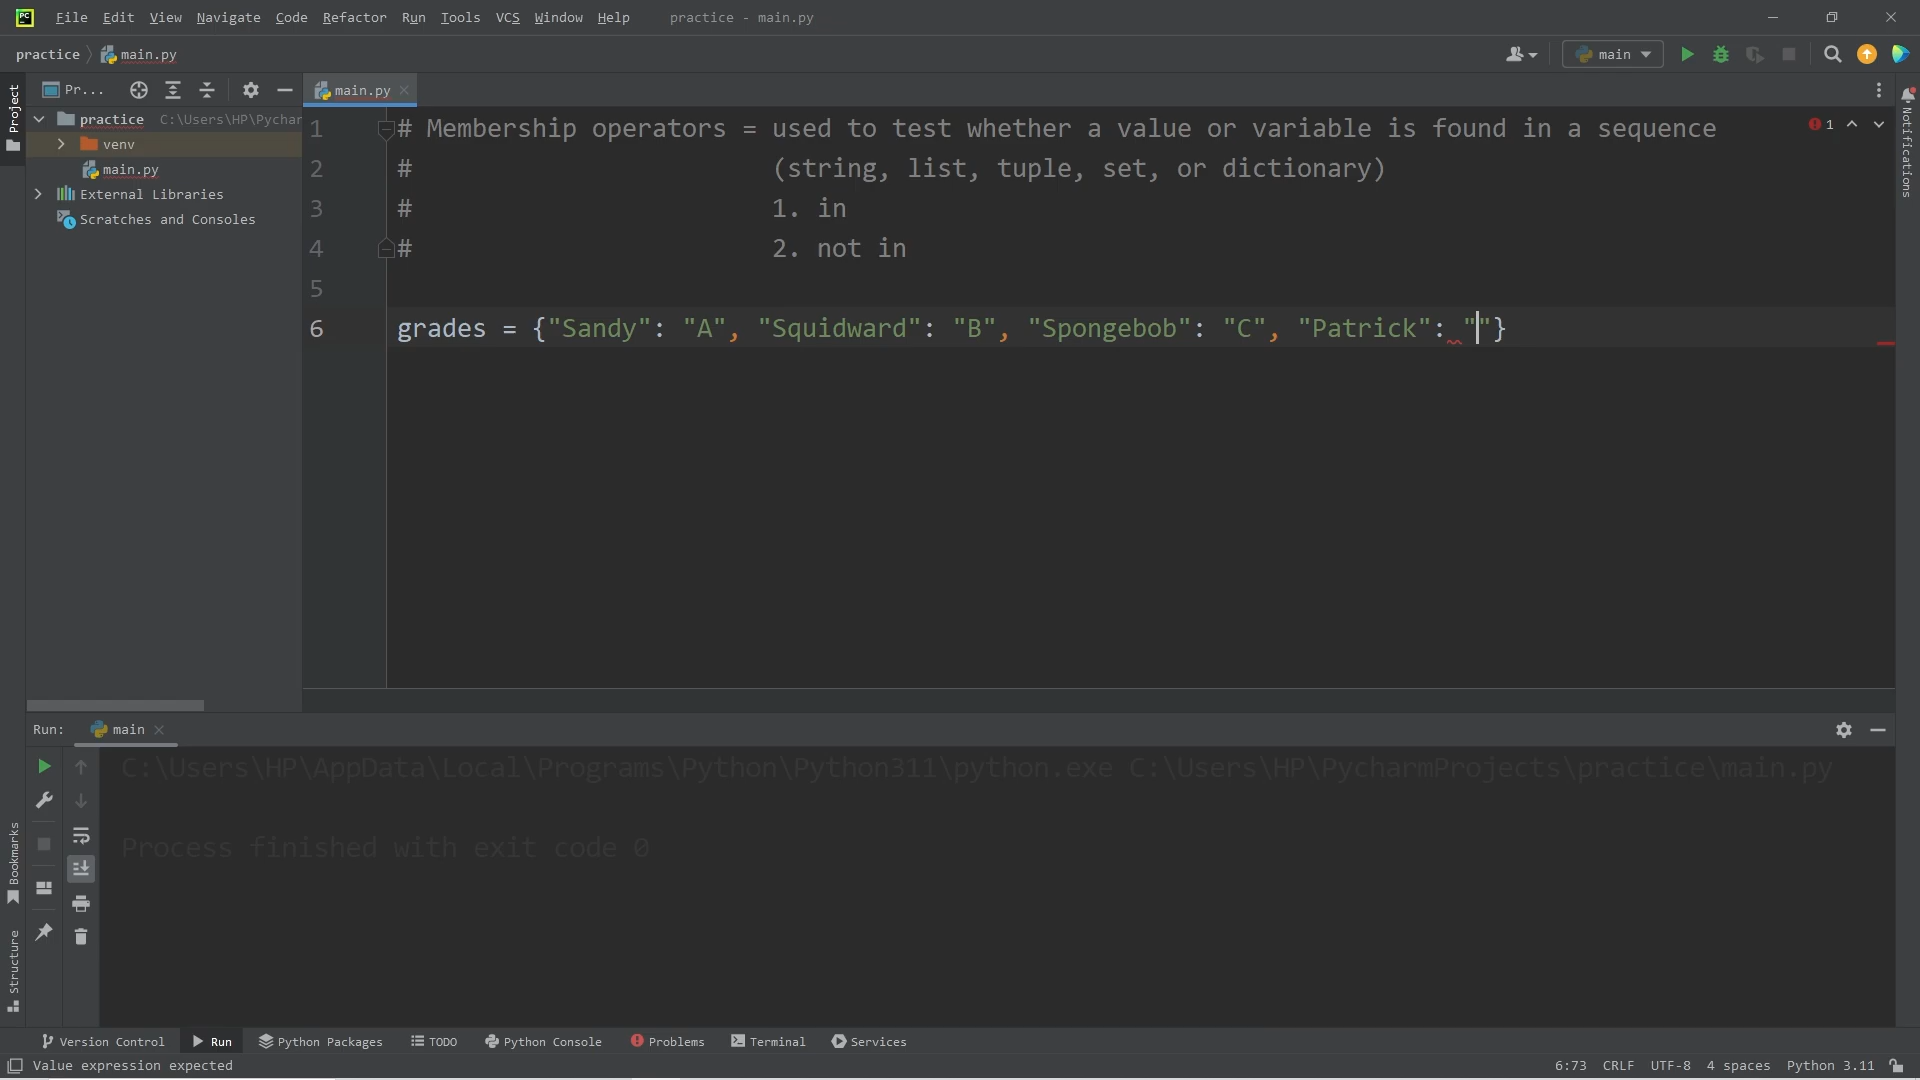 File Edit View Navigate Code Refactor Run Tools VCS Window Help practice - main.py
practice main.py main
Pr... main.py
Project
practice C:\Users\HP\Pychar
venv
main.py
External Libraries
Scratches and Consoles
1 # Membership operators = used to test whether a value or variable is found in a sequence
2 # (string, list, tuple, set, or dictionary)
3 # 1. in
4 # 2. not in
5
6 grades = {"Sandy": "A", "Squidward": "B", "Spongebob": "C", "Patrick": ""}
1
Notifications
Run: main
C:\Users\HP\AppData\Local\Programs\Python\Python311\python.exe C:\Users\HP\PycharmProjects\practice\main.py
Process finished with exit code 0
Bookmarks
Structure
Version Control Run Python Packages TODO Python Console Problems Terminal Services
Value expression expected 6:73 CRLF UTF-8 4 spaces Python 3.11